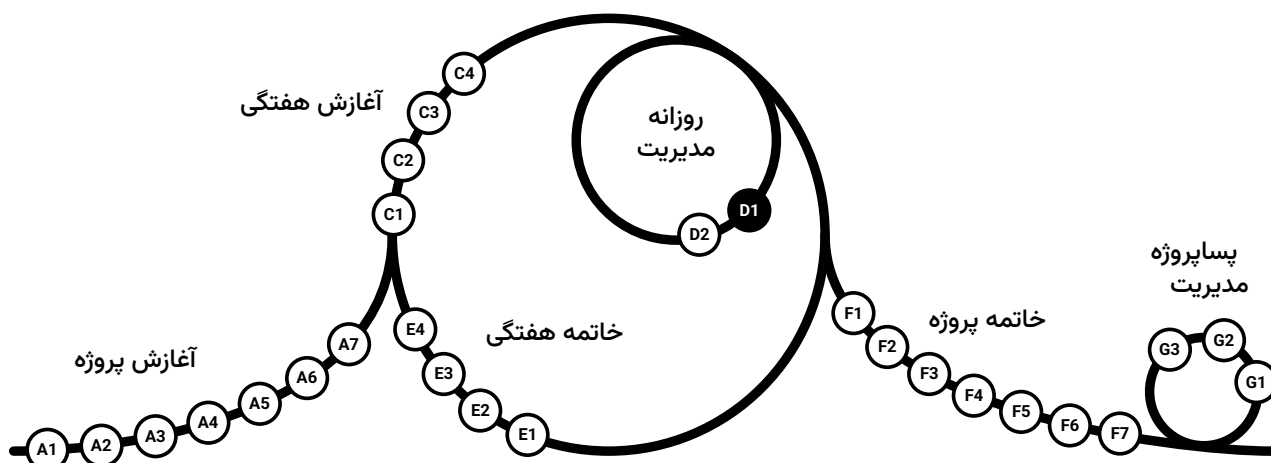 آغازش پروژه
A1
A2
A3
A4
A5
A6
A7
آغازش هفتگی
C1
C2
C3
C4
روزانه
مدیریت
D1
D2
خاتمه هفتگی
E1
E2
E3
E4
خاتمه پروژه
F1
F2
F3
F4
F5
F6
F7
پساپروژه
مدیریت
G1
G2
G3